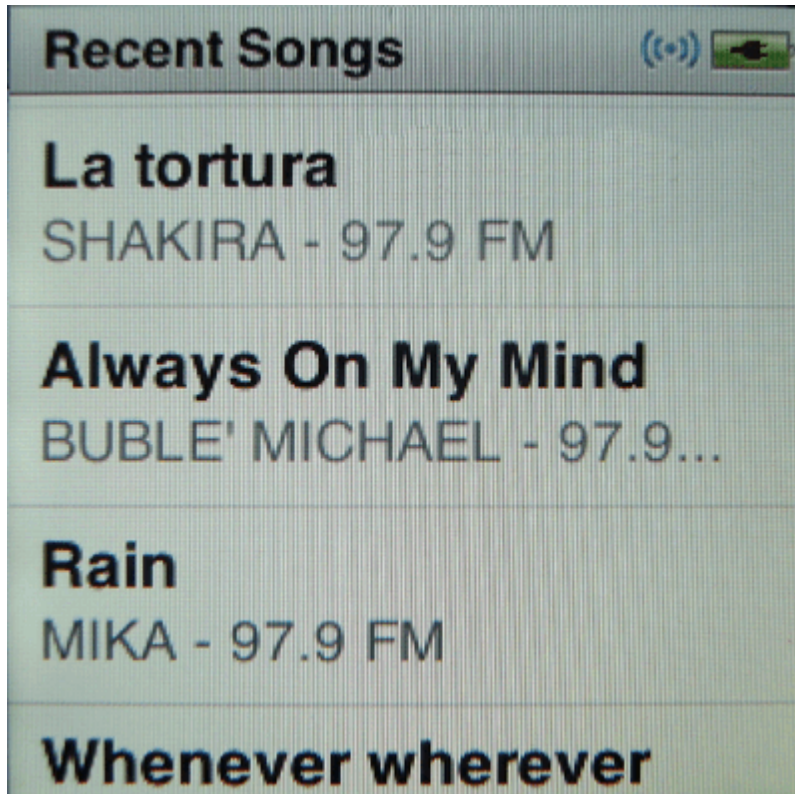 Recent Songs
La tortura
SHAKIRA - 97.9 FM
Always On My Mind
BUBLE' MICHAEL - 97.9...
Rain
MIKA - 97.9 FM
Whenever wherever